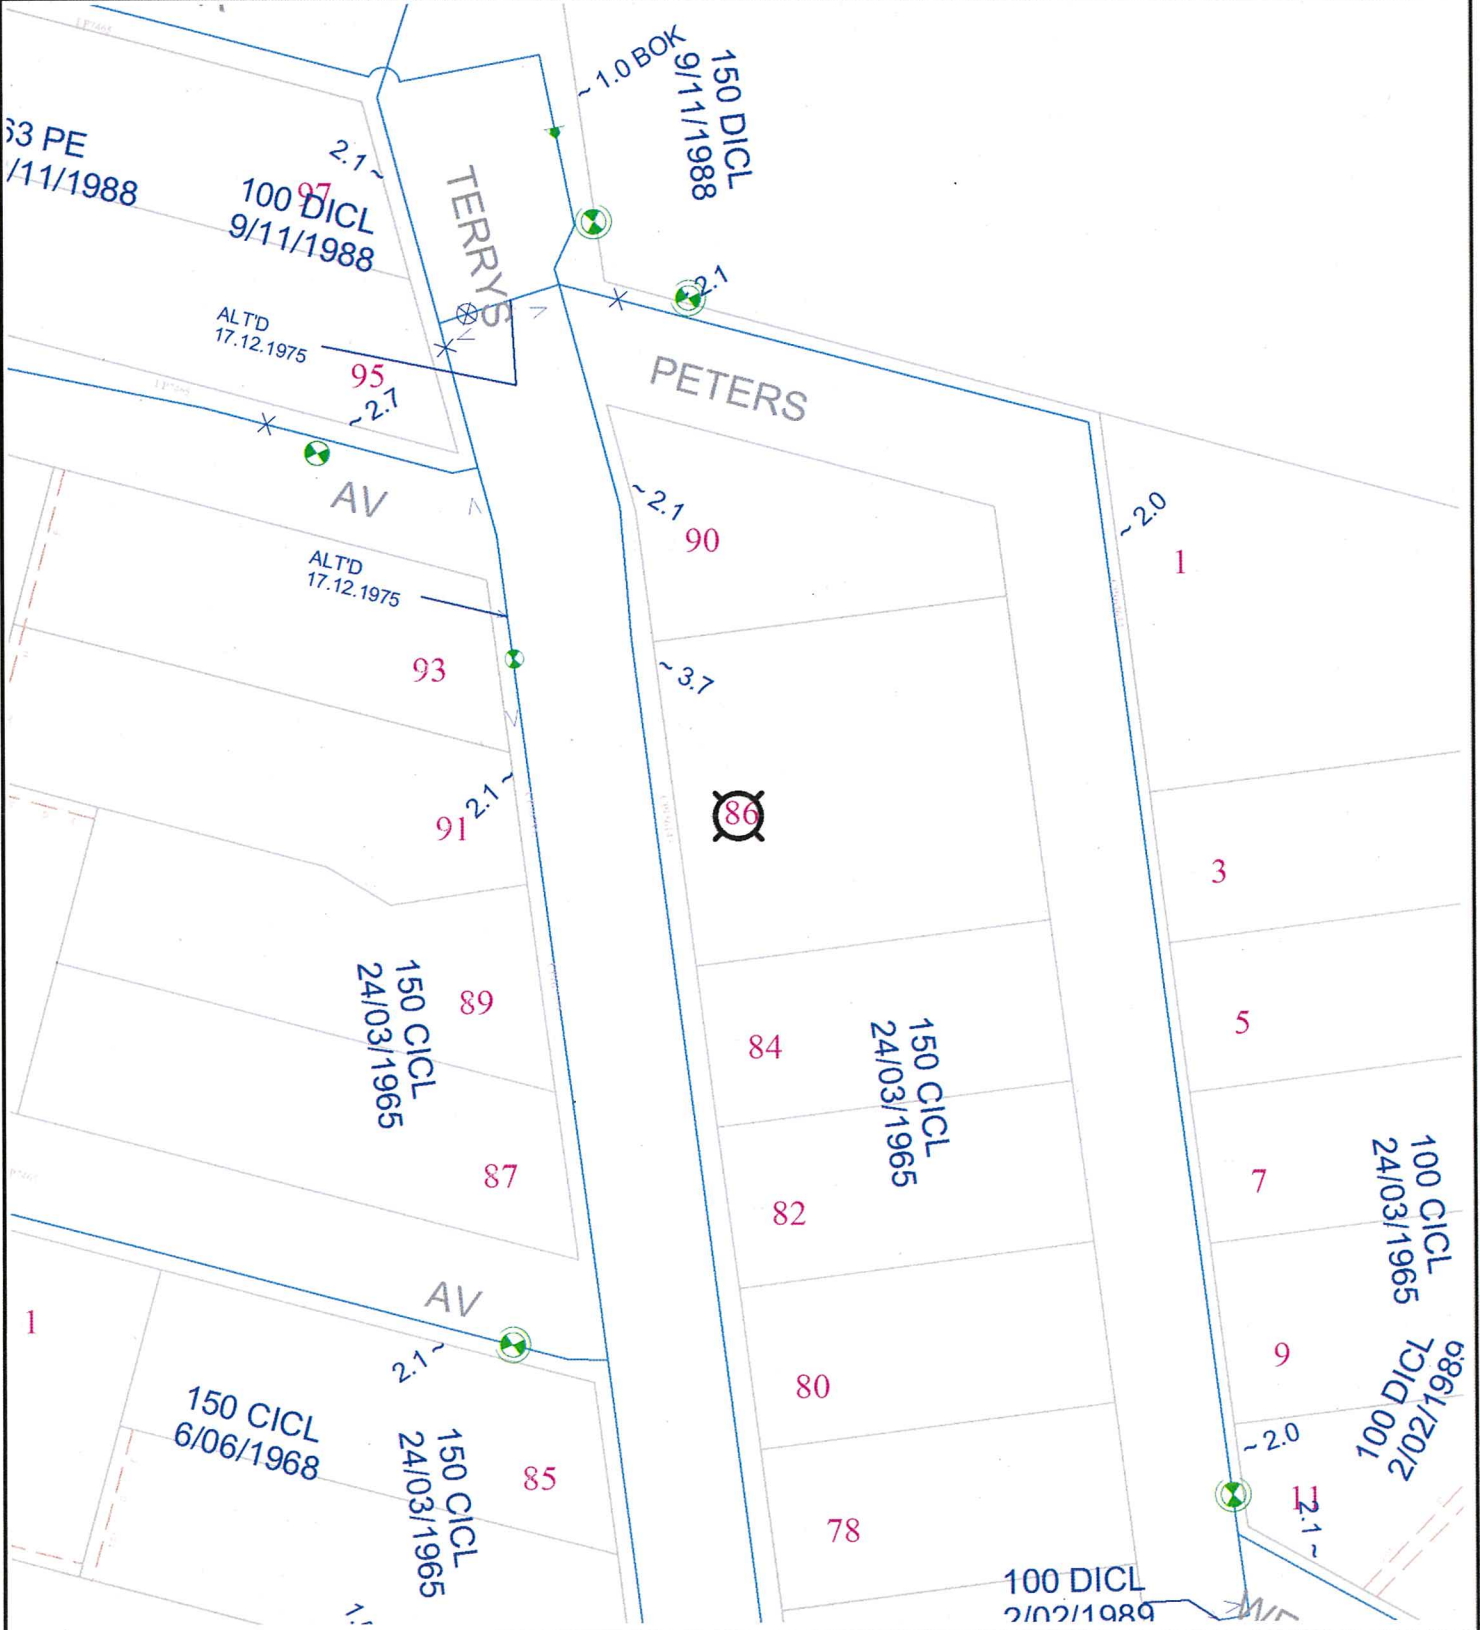 ~ 1.0 BOK
150 DICL
9/11/1988
63 PE
/11/1988
2.1 ~
97
100 DICL
9/11/1988
TERRYS
2.1
ALT'D
17.12.1975
95
~ 2.7
PETERS
AV
~ 2.1
90
~ 2.0
1
ALT'D
17.12.1975
93
~ 3.7
2.1 ~
91
86
3
150 CICL
24/03/1965
89
84
150 CICL
24/03/1965
5
87
82
7
100 CICL
24/03/1965
AV
1
2.1 ~
80
9
100 DICL
2/02/1989
150 CICL
6/06/1968
150 CICL
24/03/1965
85
~ 2.0
11
2.1 ~
78
100 DICL
2/02/1989